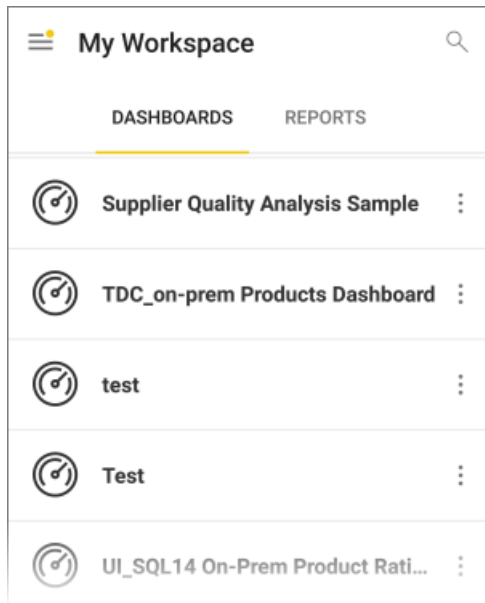 My Workspace
DASHBOARDS REPORTS
Supplier Quality Analysis Sample
TDC_on-prem Products Dashboard
test
Test
UI_SQL14 On-Prem Product Rati...